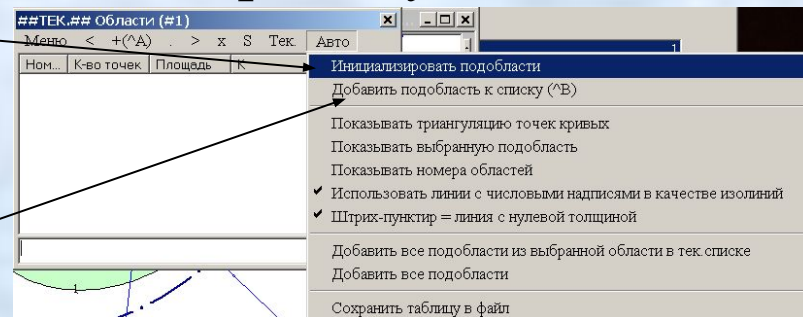 ##ТЕК.## Области (#1)
Меню < +(^A) . > x S Тек. Авто
1
Ном... К-во точек Площадь К
Инициализировать подобласти
Добавить подобласть к списку (^B)
Показывать триангуляцию точек кривых
Показывать выбранную подобласть
Показывать номера областей
Использовать линии с числовыми надписями в качестве изолиний
Штрих-пунктир = линия с нулевой толщиной
Добавить все подобласти из выбранной области в тек.списке
Добавить все подобласти
Сохранить таблицу в файл
1